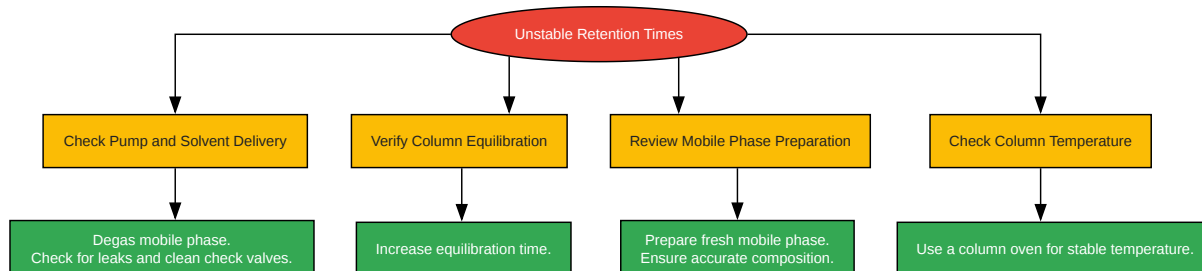 Unstable Retention Times
Check Pump and Solvent Delivery
Verify Column Equilibration
Review Mobile Phase Preparation
Check Column Temperature
Degas mobile phase.
Check for leaks and clean check valves.
Increase equilibration time.
Prepare fresh mobile phase.
Ensure accurate composition.
Use a column oven for stable temperature.